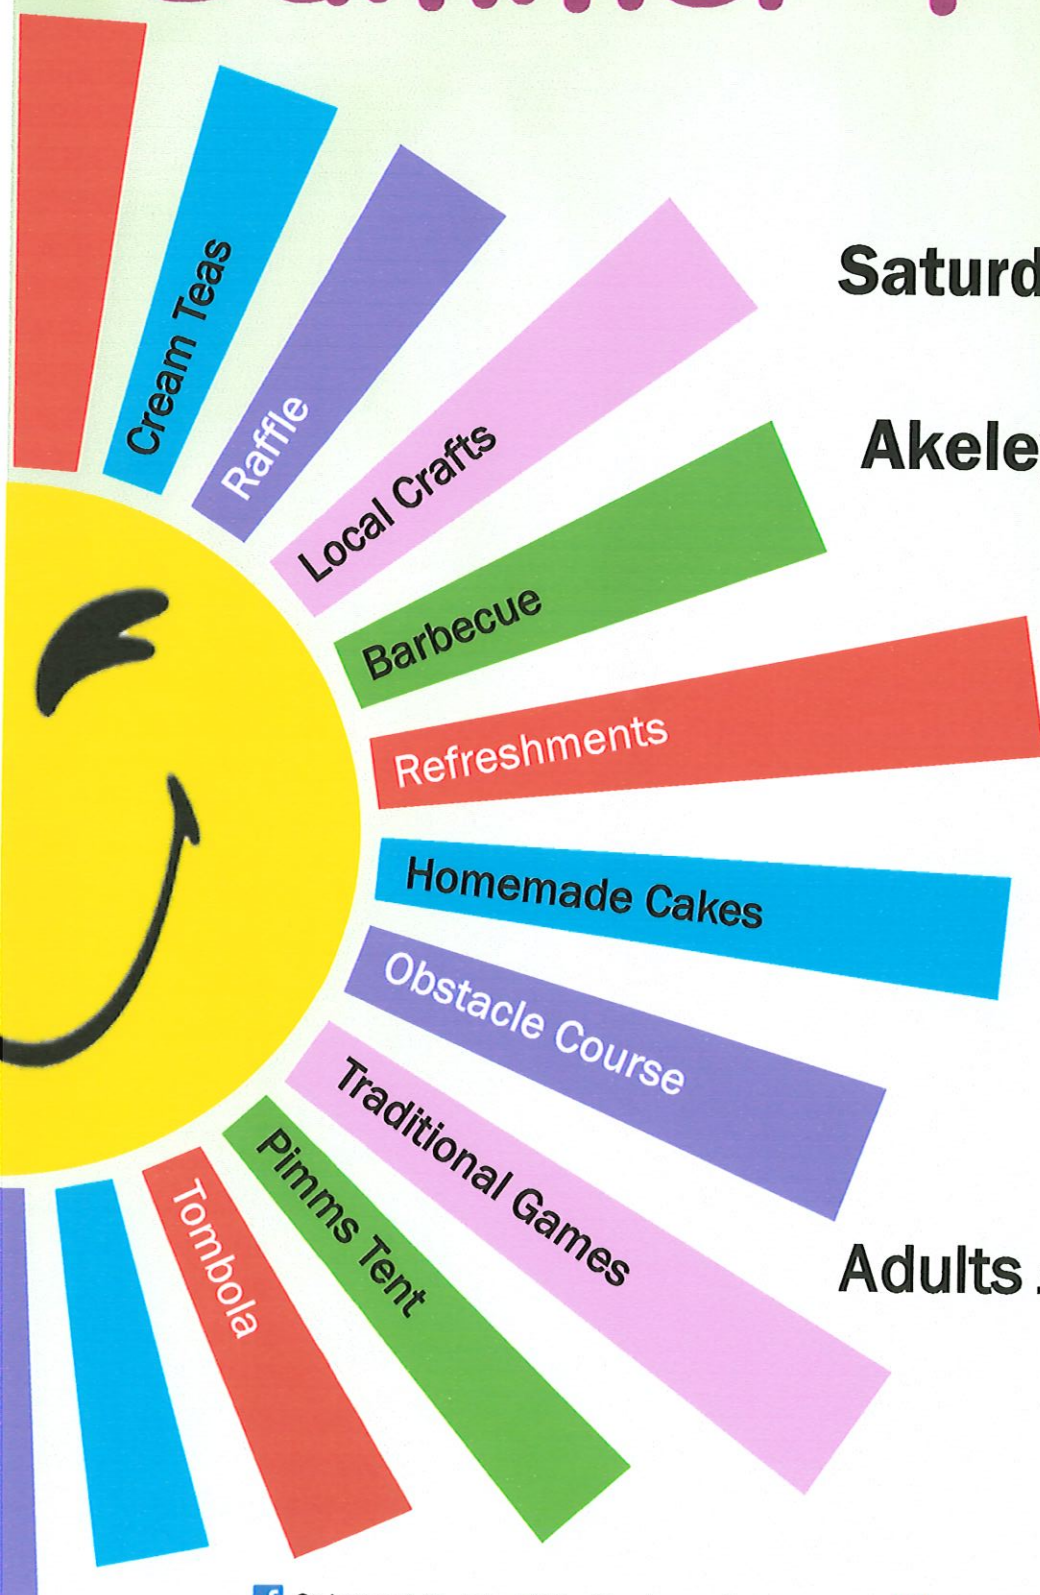 Summer
Saturd
Akele
Cream Teas
Raffle
Local Crafts
Barbecue
Refreshments
Homemade Cakes
Obstacle Course
Traditional Games
Pimms Tent
Tombola
Adults